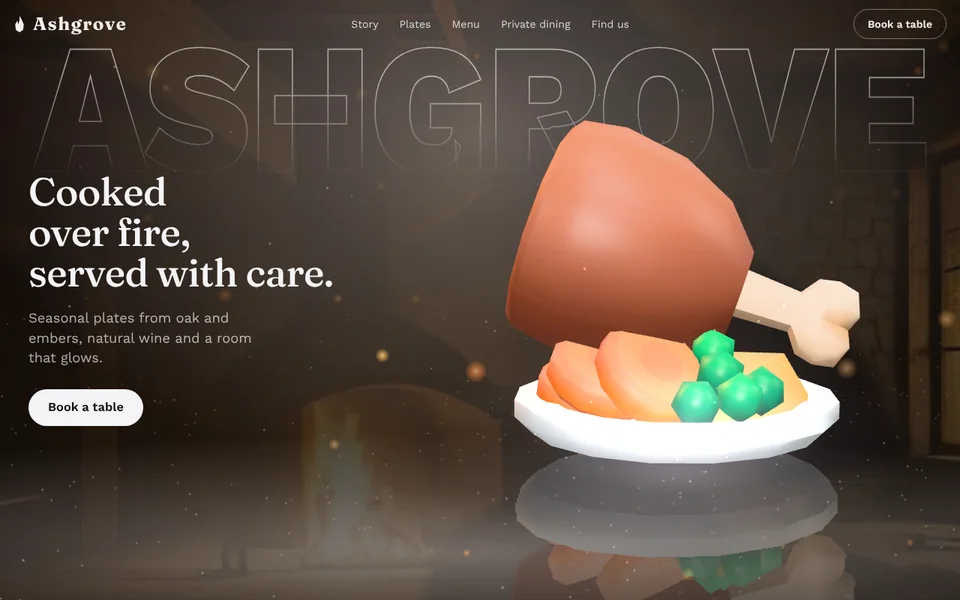 Ashgrove
Story
Plates
Menu
Private dining
Find us
Book a table
ASHGROVE
Cooked
over fire,
served with care.
Seasonal plates from oak and
embers, natural wine and a room
that glows.
Book a table